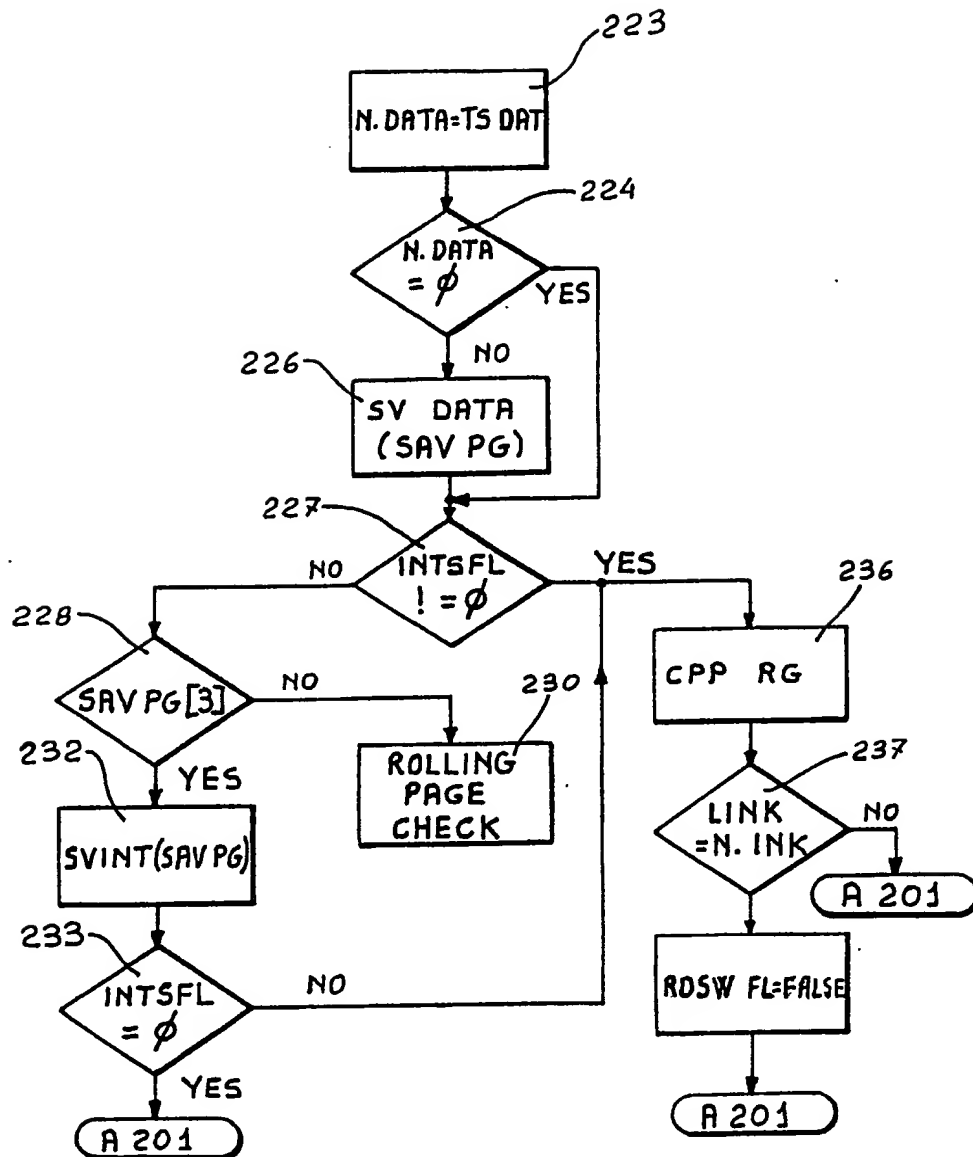 223
N. DATA=TS DAT
224
N. DATA
= ϕ
YES
NO
226
SV DATA
(SAV PG)
227
INTSFL
! = ϕ
NO
YES
228
SAV PG[3]
NO
230
ROLLING
PAGE
CHECK
236
CPP RG
237
LINK
=N. INK
NO
A 201
232
YES
SVINT(SAV PG)
233
INTSFL
= ϕ
NO
YES
A 201
RDSW FL=FALSE
A 201